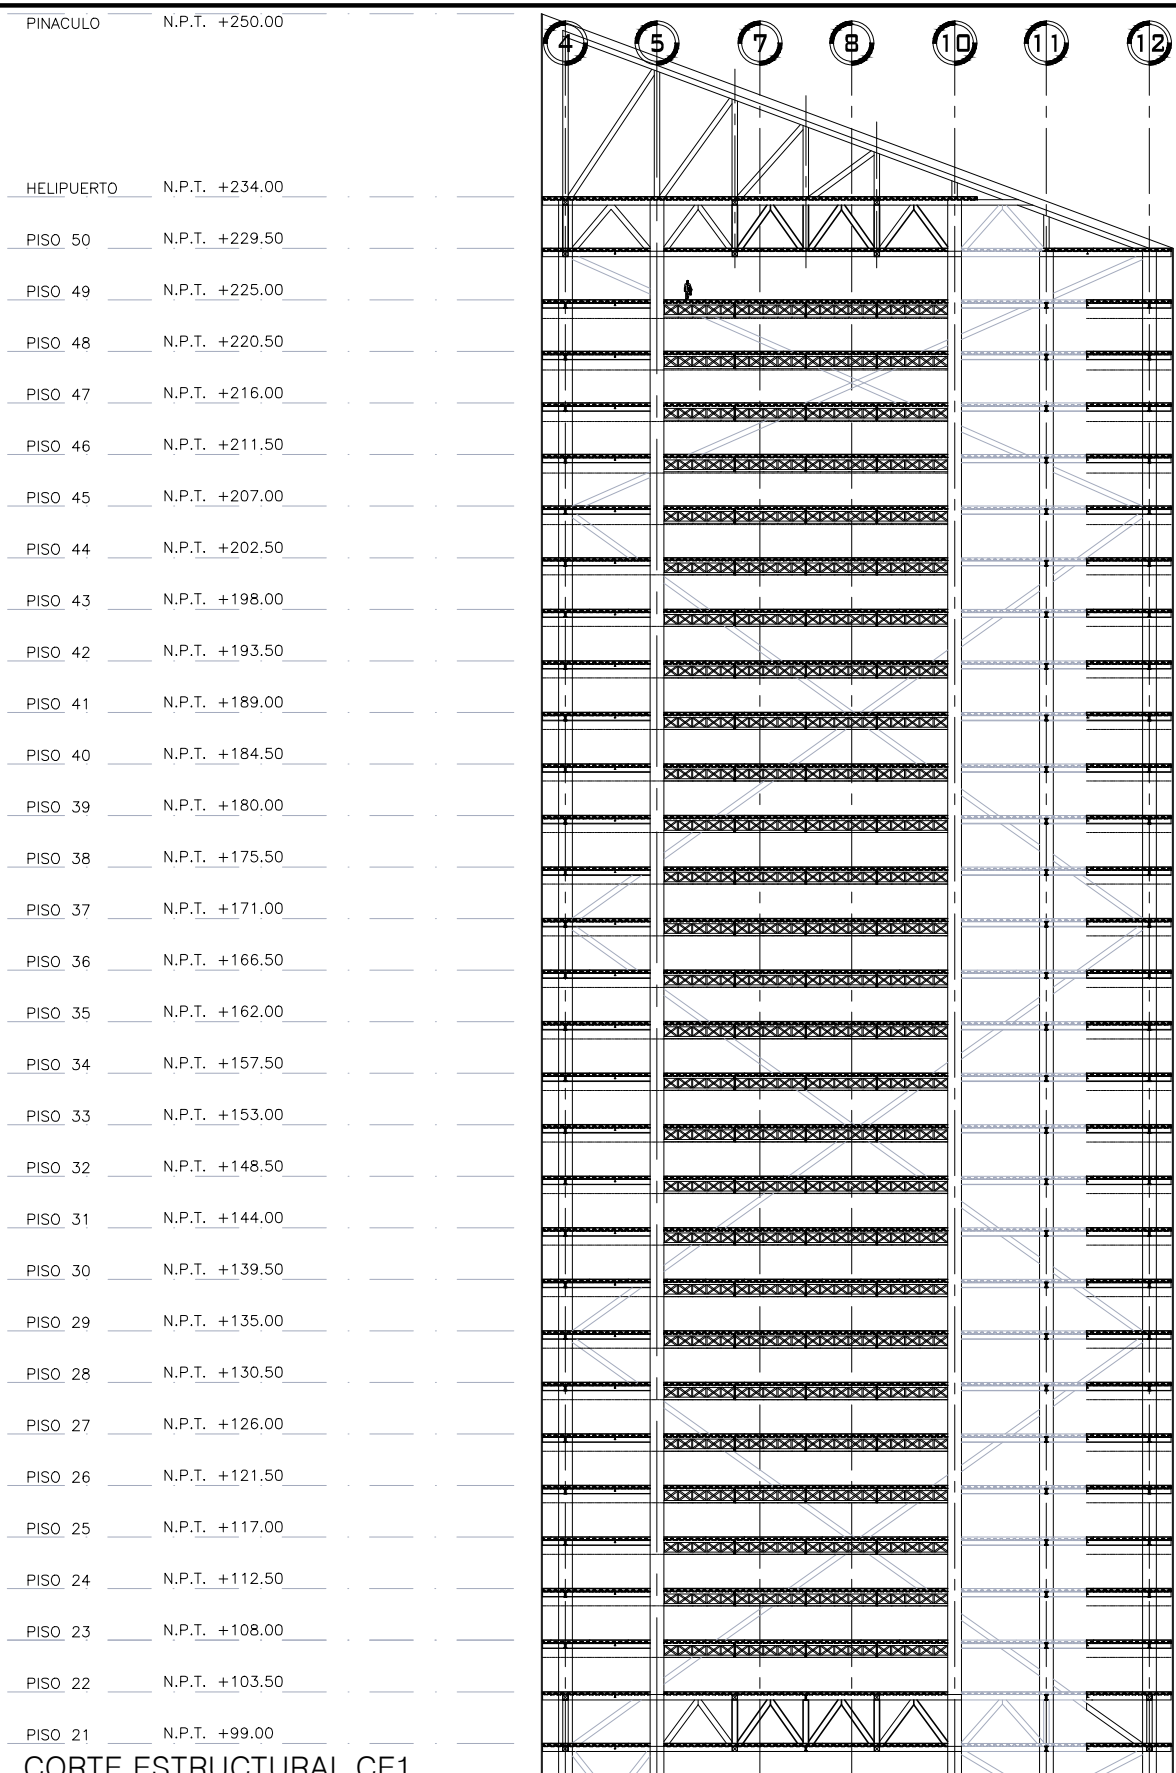 PINACULO N.P.T. +250.00
4 5 7 8 10 11 12
HELIPUERTO N.P.T. +234.00
PISO 50 N.P.T. +229.50
PISO 49 N.P.T. +225.00
PISO 48 N.P.T. +220.50
PISO 47 N.P.T. +216.00
PISO 46 N.P.T. +211.50
PISO 45 N.P.T. +207.00
PISO 44 N.P.T. +202.50
PISO 43 N.P.T. +198.00
PISO 42 N.P.T. +193.50
PISO 41 N.P.T. +189.00
PISO 40 N.P.T. +184.50
PISO 39 N.P.T. +180.00
PISO 38 N.P.T. +175.50
PISO 37 N.P.T. +171.00
PISO 36 N.P.T. +166.50
PISO 35 N.P.T. +162.00
PISO 34 N.P.T. +157.50
PISO 33 N.P.T. +153.00
PISO 32 N.P.T. +148.50
PISO 31 N.P.T. +144.00
PISO 30 N.P.T. +139.50
PISO 29 N.P.T. +135.00
PISO 28 N.P.T. +130.50
PISO 27 N.P.T. +126.00
PISO 26 N.P.T. +121.50
PISO 25 N.P.T. +117.00
PISO 24 N.P.T. +112.50
PISO 23 N.P.T. +108.00
PISO 22 N.P.T. +103.50
PISO 21 N.P.T. +99.00
CORTE ESTRUCTURAL CE1